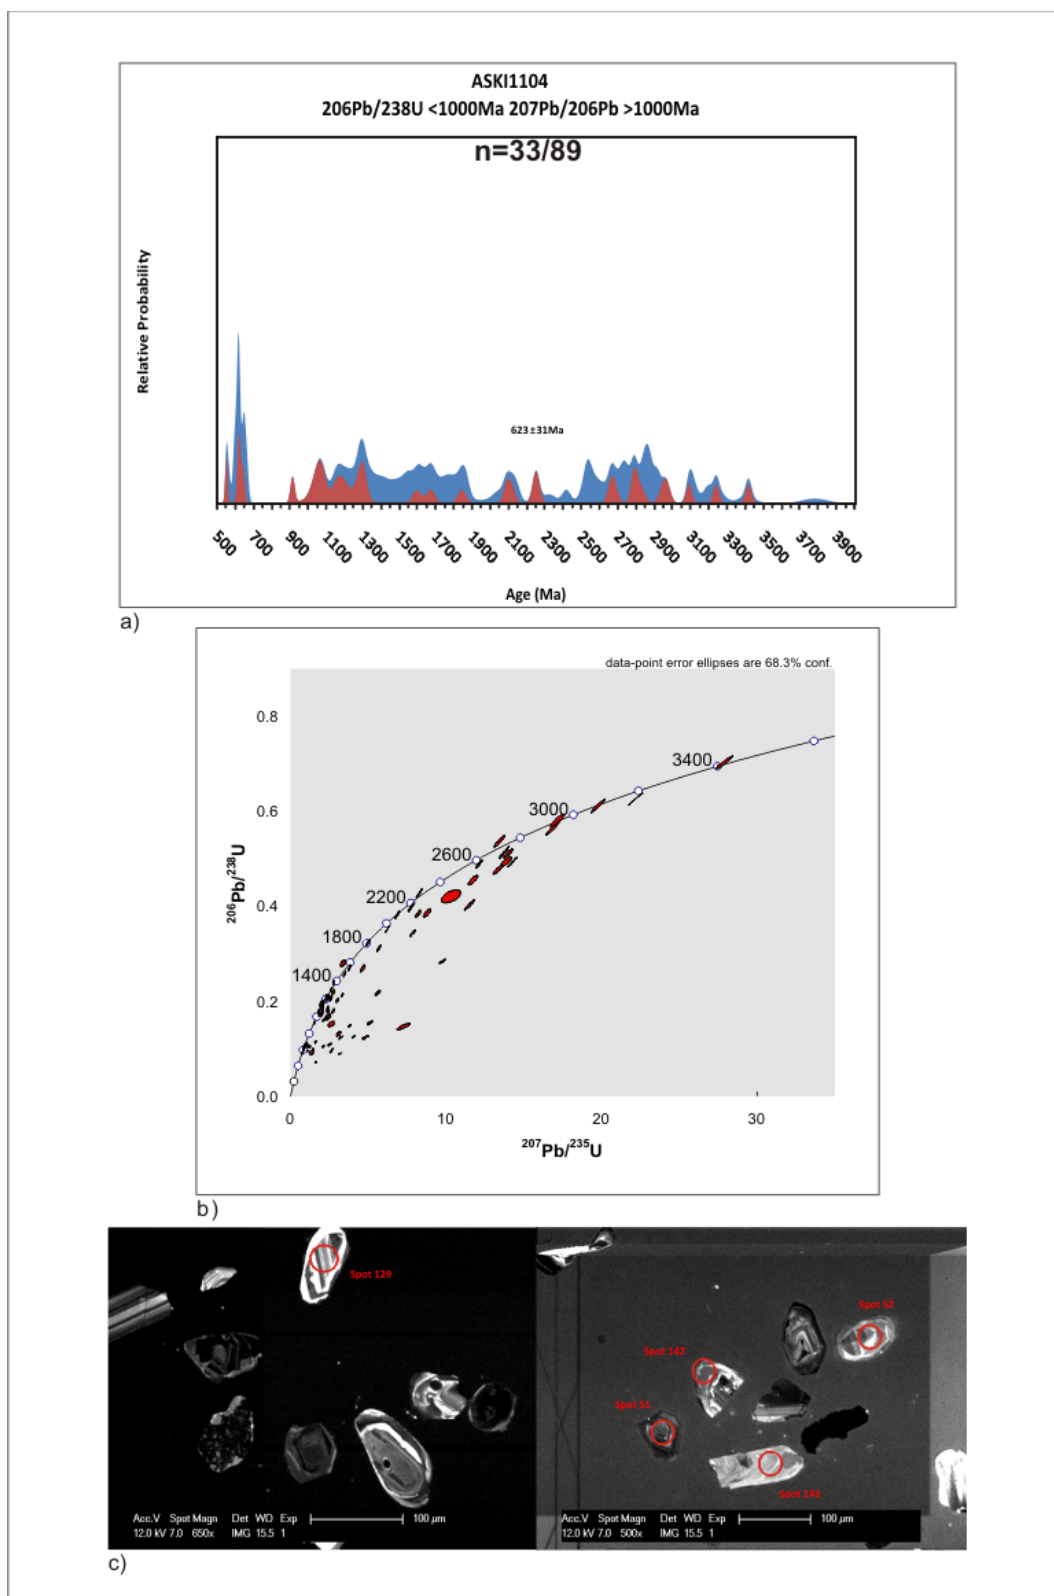 ASKI1104
206Pb/238U <1000Ma 207Pb/206Pb >1000Ma
n=33/89
Relative Probability
623±31Ma
500 700 900 1100 1300 1500 1700 1900 2100 2300 2500 2700 2900 3100 3300 3500 3700 3900
Age (Ma)
a)
data-point error ellipses are 68.3% conf.
0.8
3400
0.6
3000
2600
206Pb/238U
0.4
2200
1800
1400
0.2
0.0
0 10 20 30
207Pb/235U
b)
Spot 129
Spot 52
Spot 142
Spot 51
Spot 143
Acc.V Spot Magn Det WD Exp 100 µm
12.0 kV 7.0 650x IMG 15.5 1
Acc.V Spot Magn Det WD Exp 100 µm
12.0 kV 7.0 500x IMG 15.5 1
c)